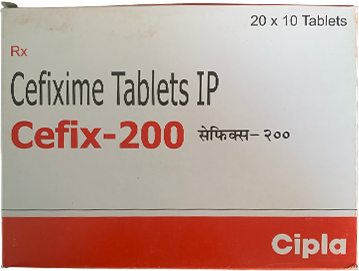 20 x 10 Tablets
Rx
Cefixime Tablets IP
Cefix-200 सेफिक्स-२००
Cipla